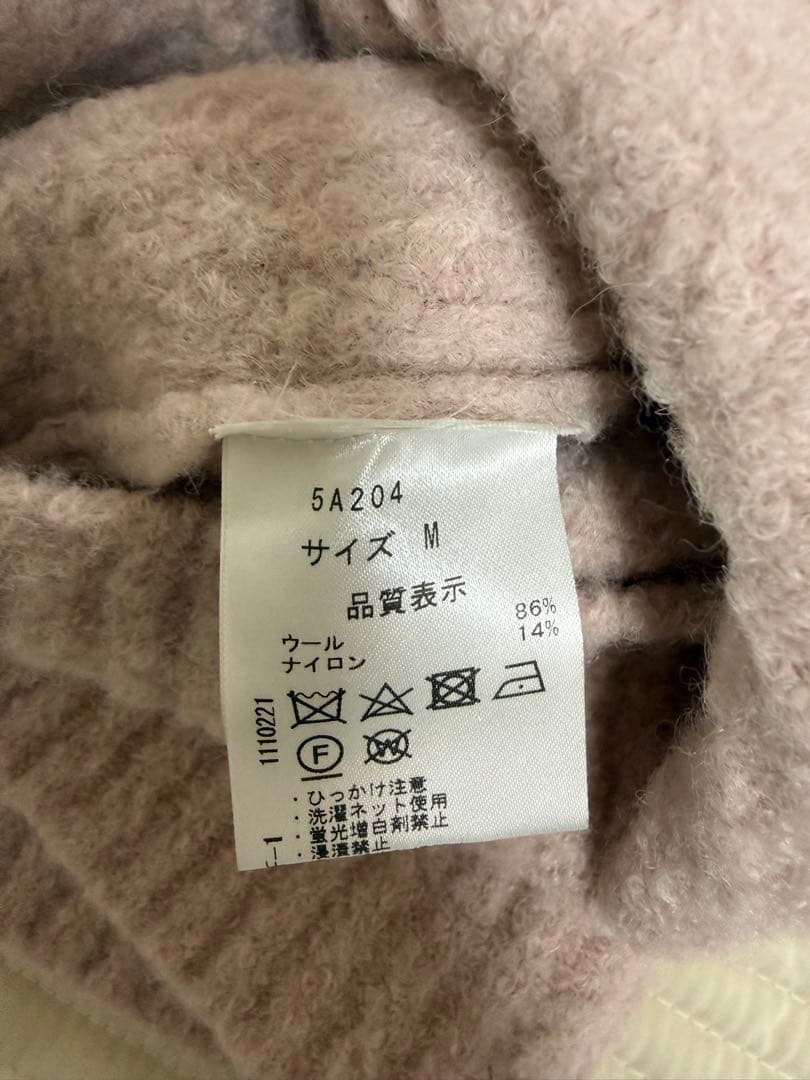 5A204
サイズ M
品質表示
ウール 86%
ナイロン 14%
1110221
F
W
・ひっかけ注意
・洗濯ネット使用
・蛍光増白剤禁止
・浸漬禁止
-1